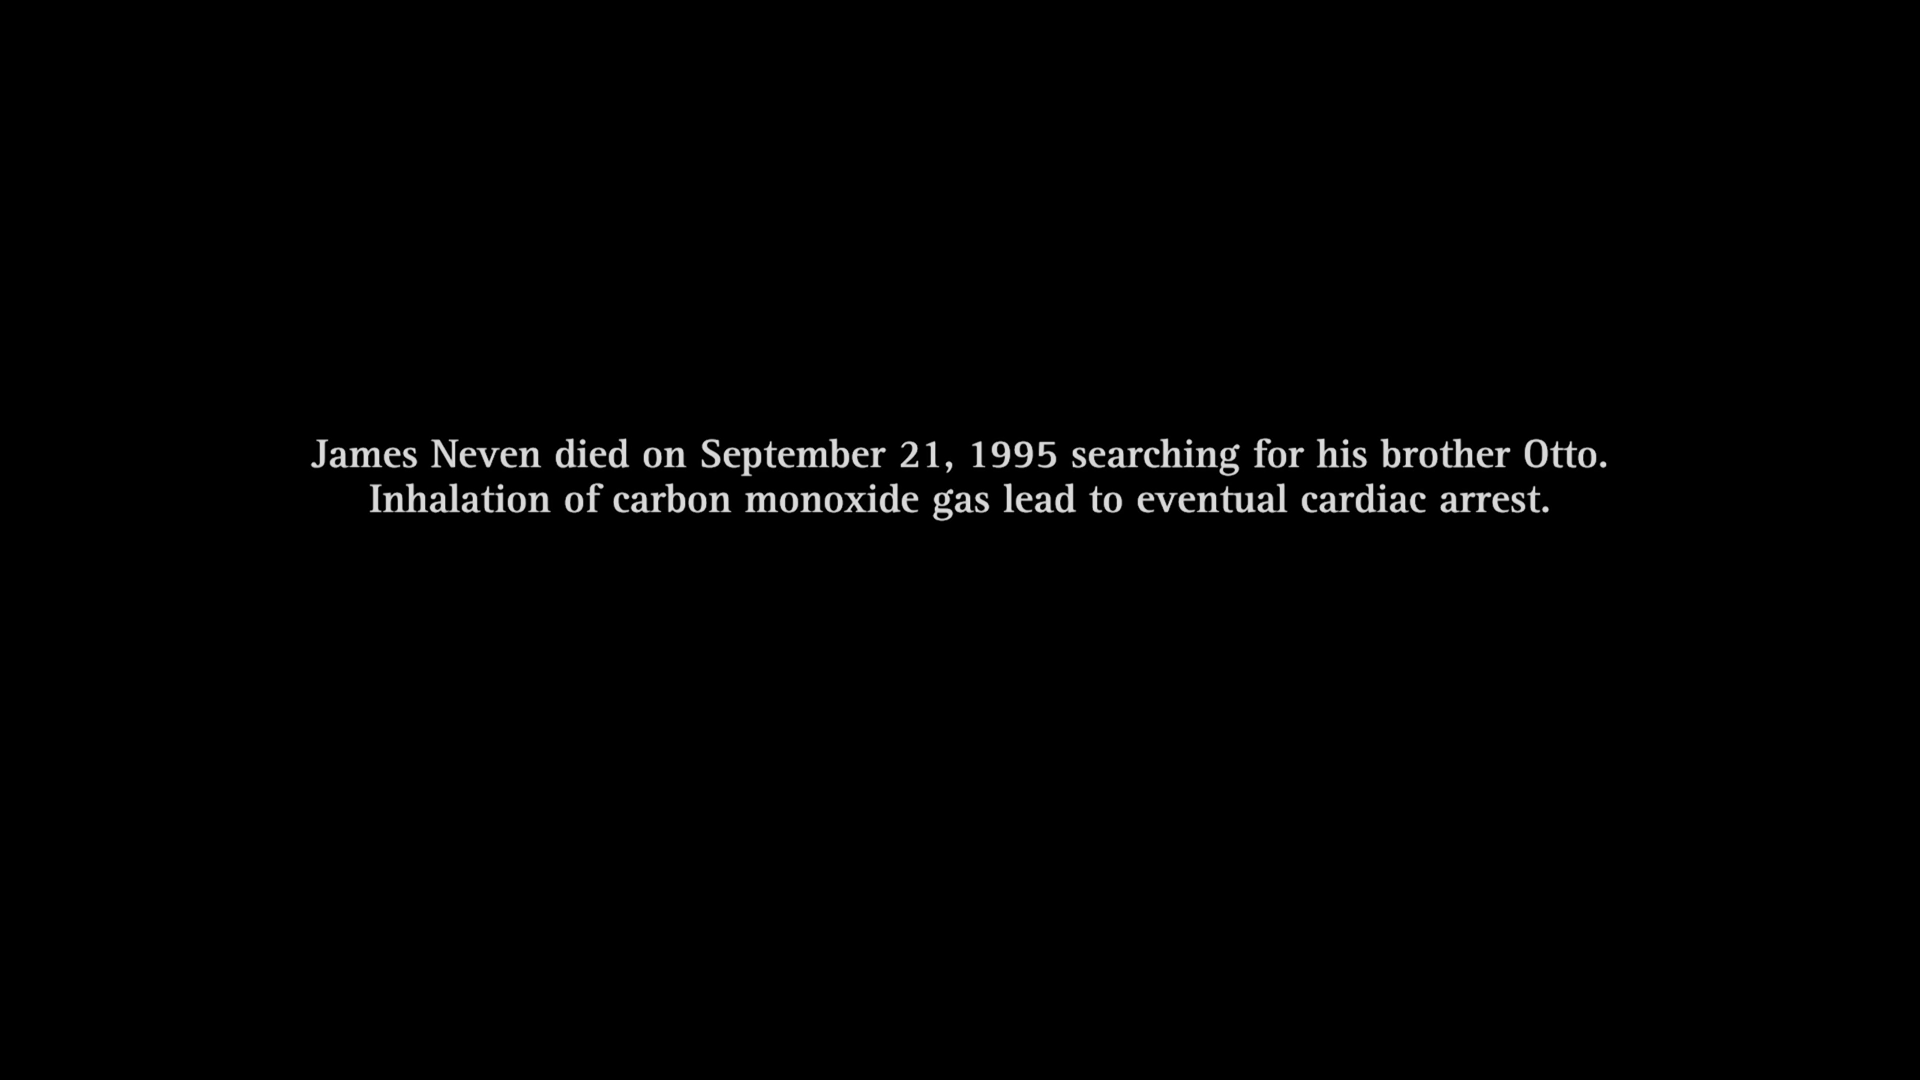 James Neven died on September 21, 1995 searching for his brother Otto.
Inhalation of carbon monoxide gas lead to eventual cardiac arrest.